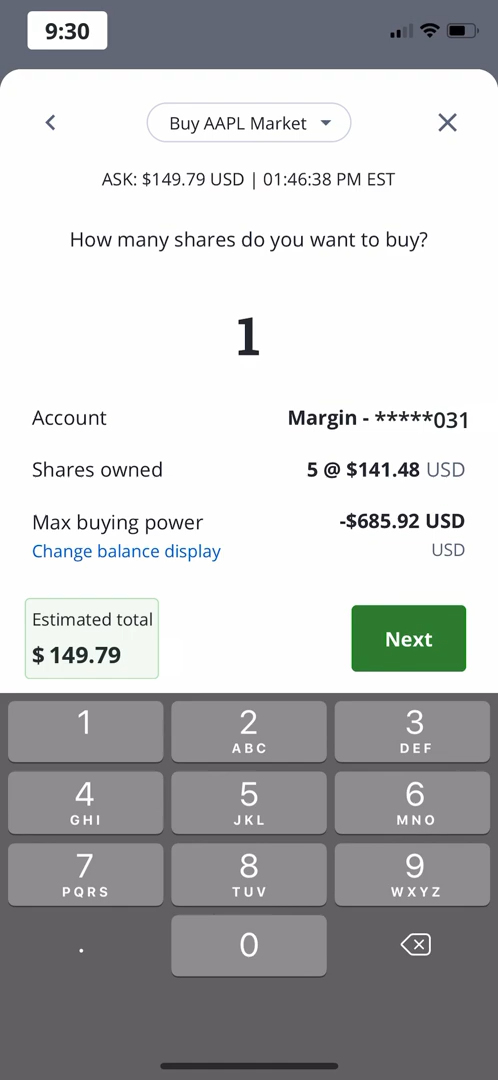 9:30
Buy AAPL Market
ASK: $149.79 USD | 01:46:38 PM EST
How many shares do you want to buy?
1
Account Margin - *****031
Shares owned 5 @ $141.48 USD
Max buying power -$685.92 USD
Change balance display USD
Estimated total
$ 149.79
Next
1 2 3
ABC DEF
4 5 6
GHI JKL MNO
7 8 9
PQRS TUV WXYZ
. 0